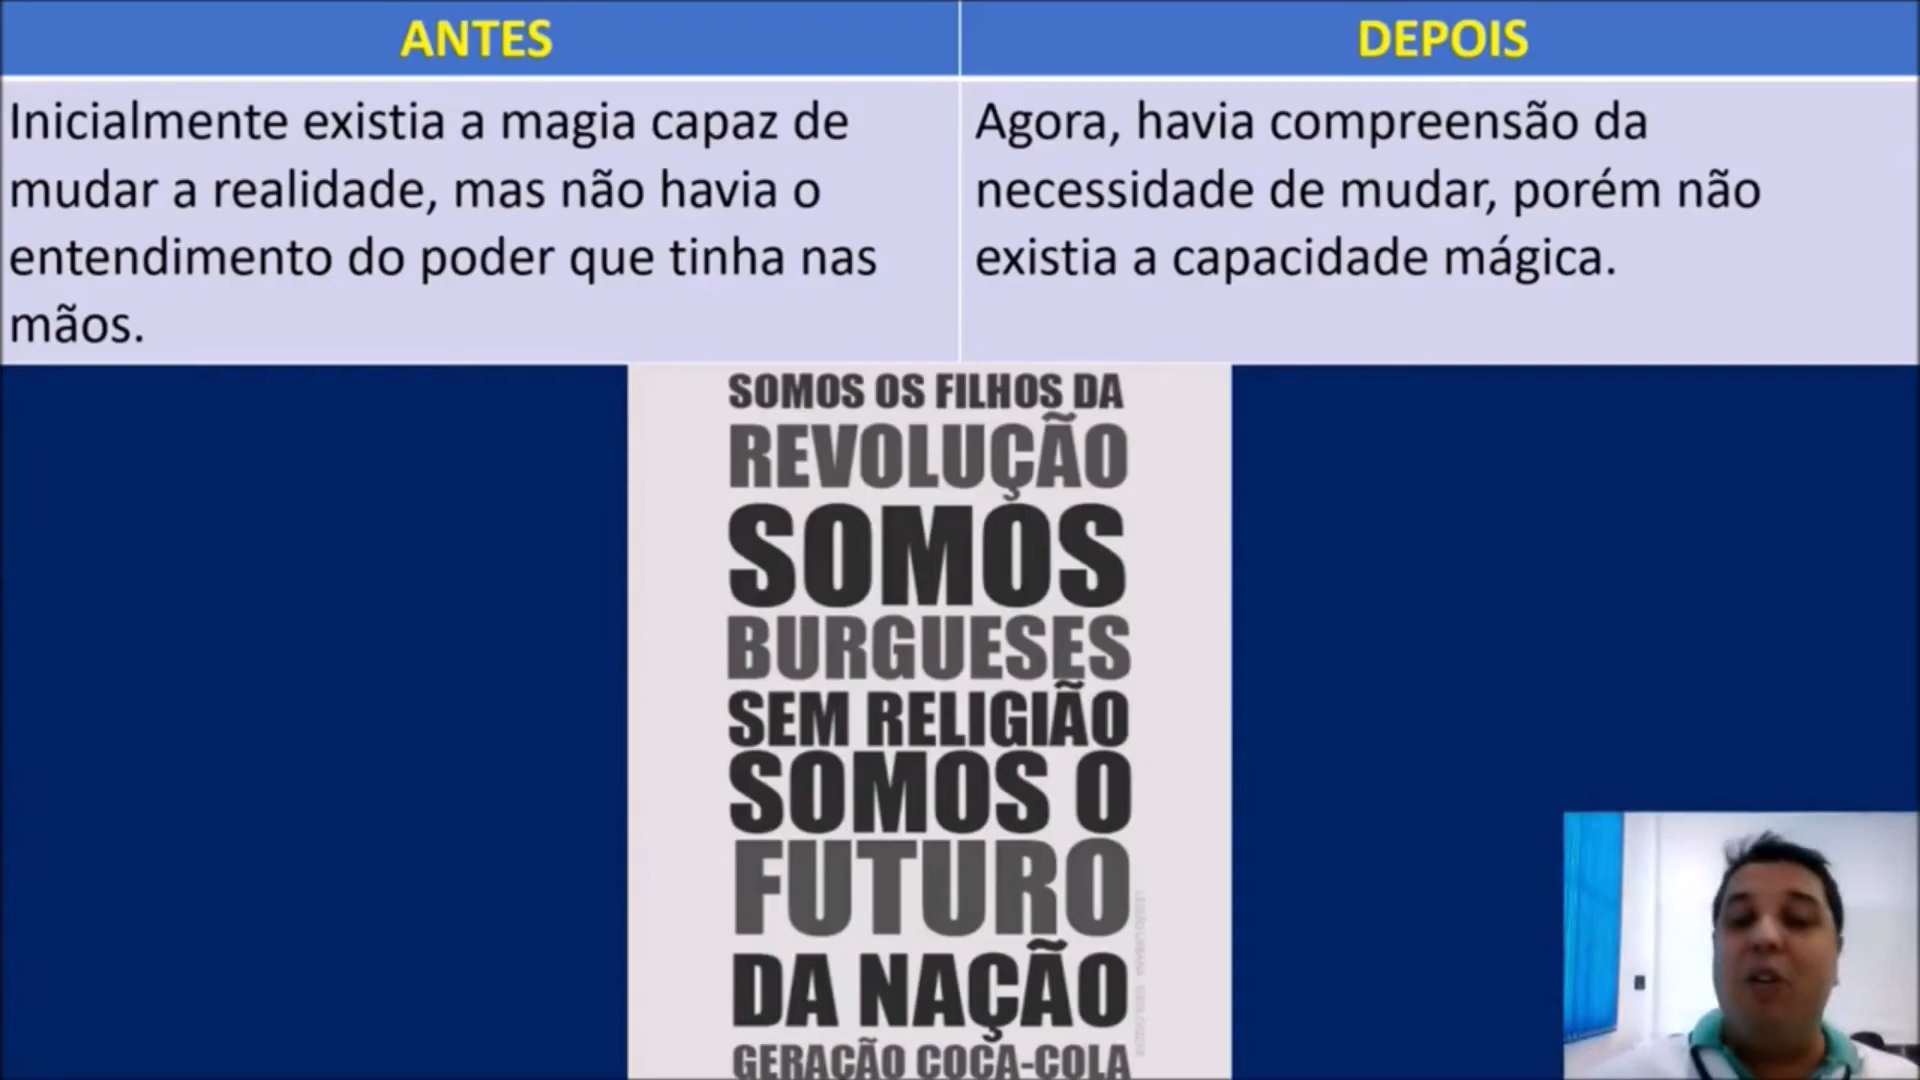 ANTES
DEPOIS
Inicialmente existia a magia capaz de
mudar a realidade, mas não havia o
entendimento do poder que tinha nas
mãos.
Agora, havia compreensão da
necessidade de mudar, porém não
existia a capacidade mágica.
SOMOS OS FILHOS DA
REVOLUÇÃO
SOMOS
BURGUESES
SEM RELIGIÃO
SOMOS O
FUTURO
DA NAÇÃO
GERAÇÃO COCA-COLA